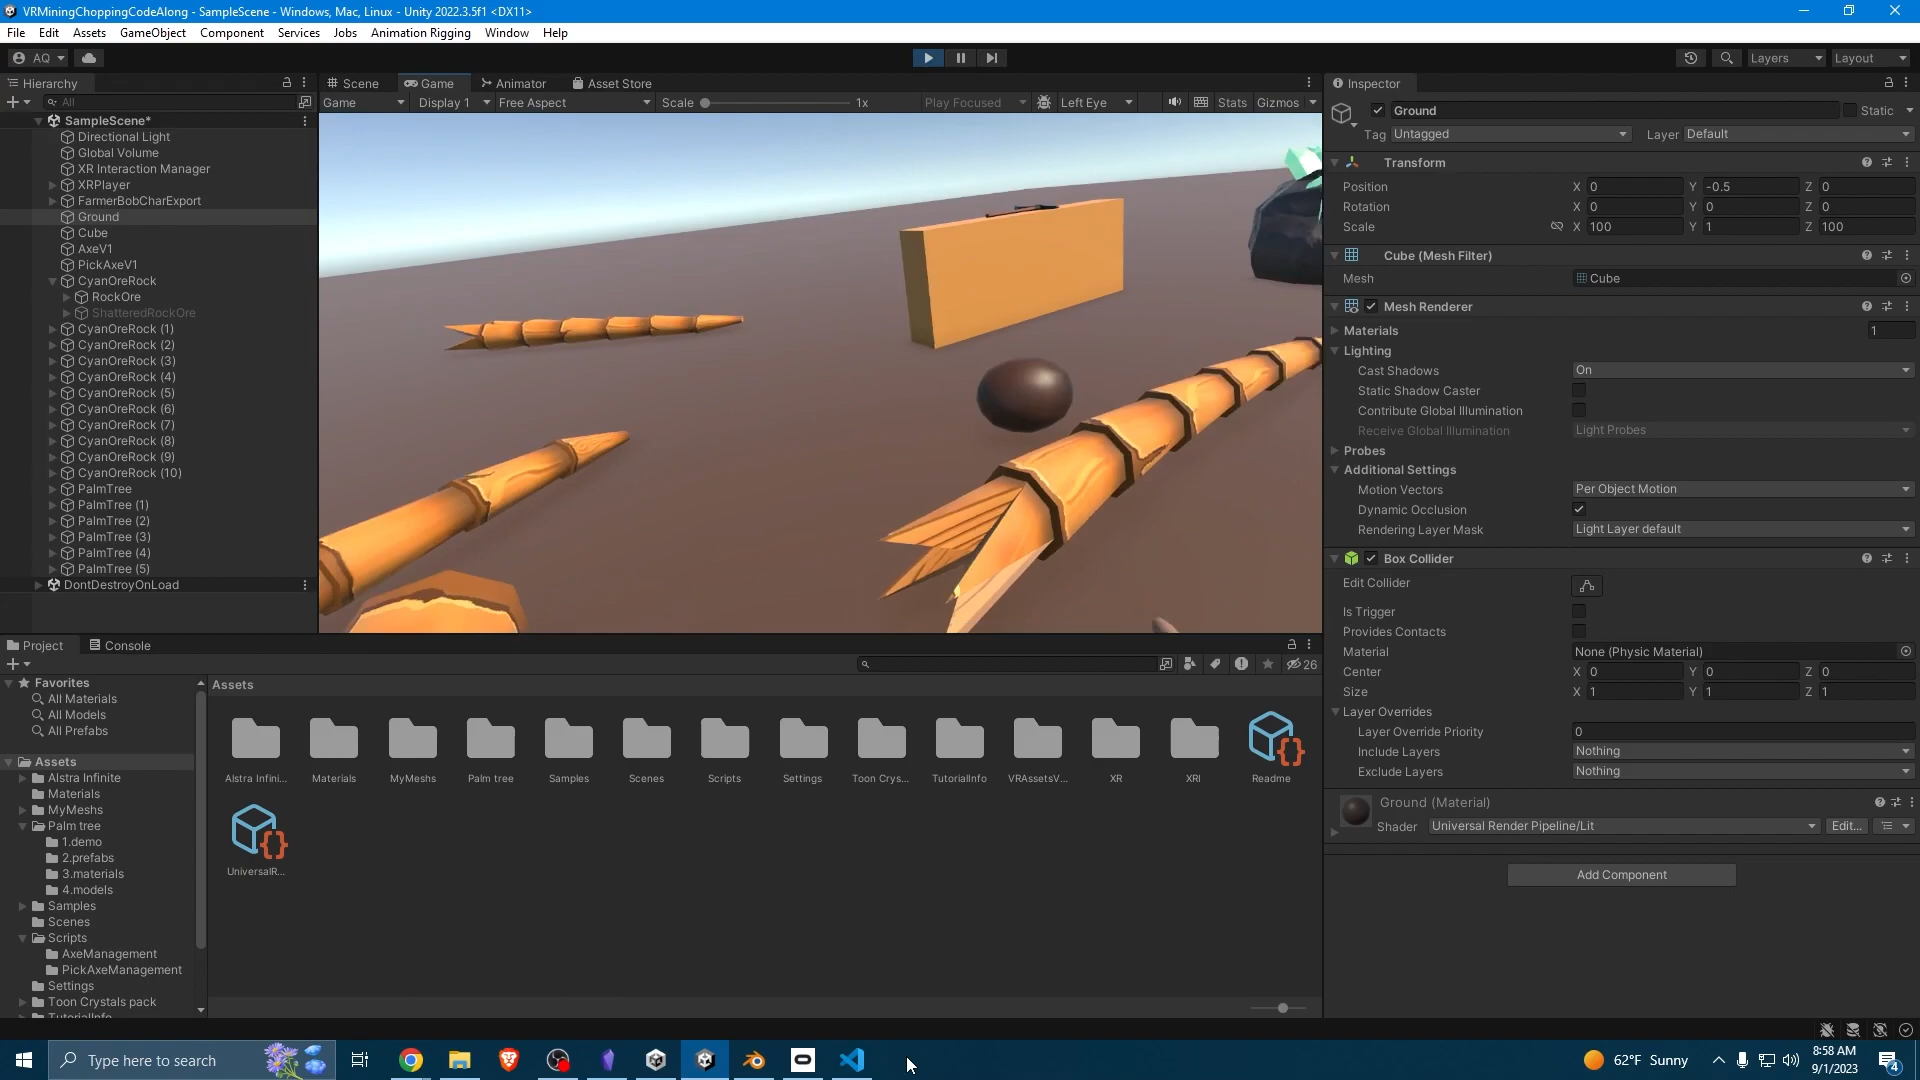 VRMiningChoppingCodeAlong - SampleScene - Windows, Mac, Linux - Unity 2022.3.5f1 <DX11>
File Edit Assets GameObject Component Services Jobs Animation Rigging Window Help
AQ Layers Layout
Hierarchy
All
SampleScene*
Directional Light
Global Volume
XR Interaction Manager
XRPlayer
FarmerBobCharExport
Ground
Cube
AxeV1
PickAxeV1
CyanOreRock
RockOre
ShatteredRockOre
CyanOreRock (1)
CyanOreRock (2)
CyanOreRock (3)
CyanOreRock (4)
CyanOreRock (5)
CyanOreRock (6)
CyanOreRock (7)
CyanOreRock (8)
CyanOreRock (9)
CyanOreRock (10)
PalmTree
PalmTree (1)
PalmTree (2)
PalmTree (3)
PalmTree (4)
PalmTree (5)
DontDestroyOnLoad
Scene Game Animator Asset Store
Game Display 1 Free Aspect Scale 1x Play Focused Left Eye Stats Gizmos
Inspector
Ground Static
Tag Untagged Layer Default
Transform
Position X 0 Y -0.5 Z 0
Rotation X 0 Y 0 Z 0
Scale X 100 Y 1 Z 100
Cube (Mesh Filter)
Mesh Cube
Mesh Renderer
Materials 1
Lighting
Cast Shadows On
Static Shadow Caster
Contribute Global Illumination
Receive Global Illumination Light Probes
Probes
Additional Settings
Motion Vectors Per Object Motion
Dynamic Occlusion
Rendering Layer Mask Light Layer default
Box Collider
Edit Collider
Is Trigger
Provides Contacts
Material None (Physic Material)
Center X 0 Y 0 Z 0
Size X 1 Y 1 Z 1
Layer Overrides
Layer Override Priority 0
Include Layers Nothing
Exclude Layers Nothing
Ground (Material)
Shader Universal Render Pipeline/Lit Edit...
Add Component
Project Console
26
Favorites
All Materials
All Models
All Prefabs
Assets
Alstra Infinite
Materials
MyMeshs
Palm tree
1.demo
2.prefabs
3.materials
4.models
Samples
Scenes
Scripts
AxeManagement
PickAxeManagement
Settings
Toon Crystals pack
TutorialInfo
Assets
Alstra Infini... Materials MyMeshs Palm tree Samples Scenes Scripts Settings Toon Crys... TutorialInfo VRAssetsV... XR XRI Readme
UniversalR...
Type here to search
62°F Sunny
8:58 AM
9/1/2023
4